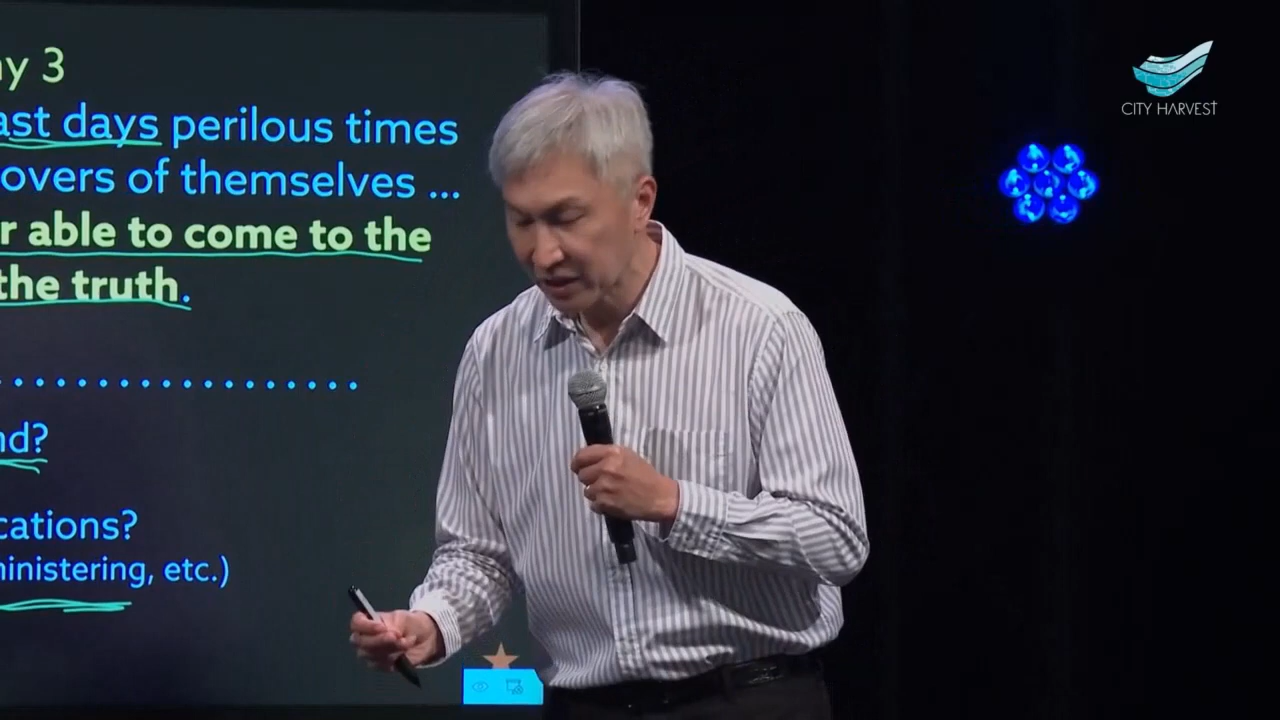 ay 3
ast days perilous times
overs of themselves ...
r able to come to the
the truth.
nd?
cations?
ministering, etc.)
CITY HARVEST